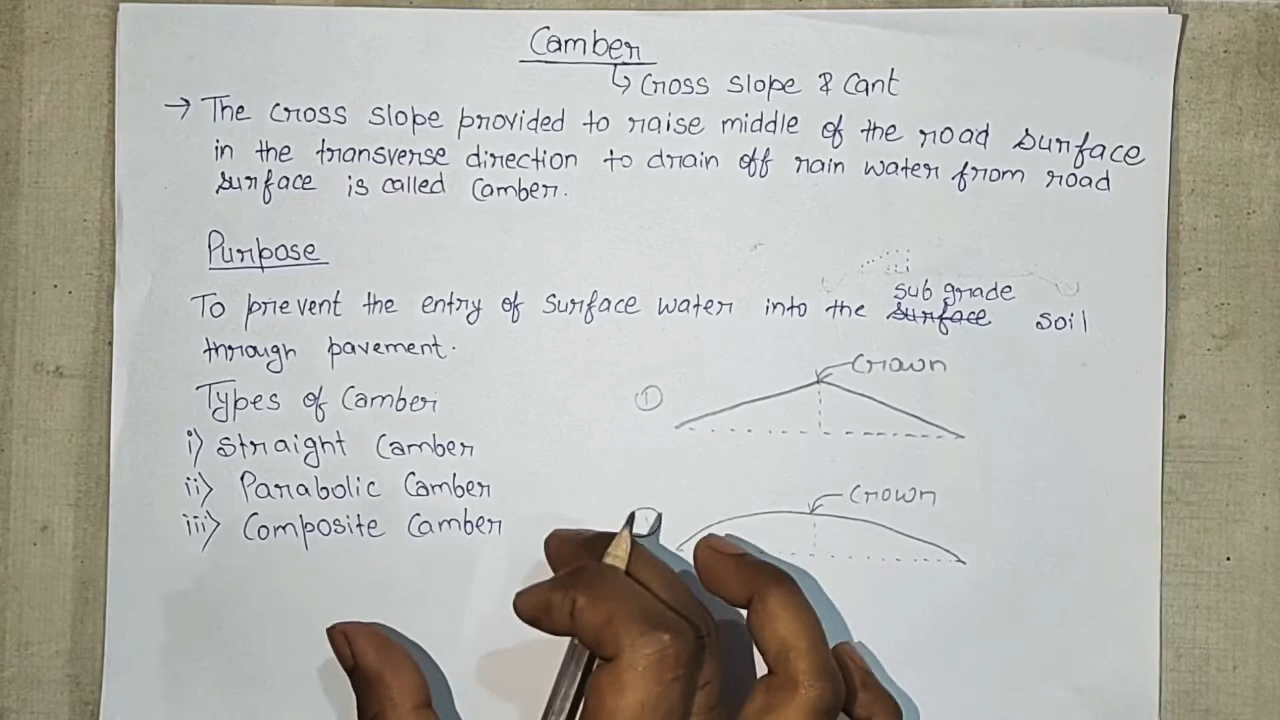 Camber
↳ Cross slope & Cant
→ The cross slope provided to raise middle of the road surface
in the transverse direction to drain off rain water from road
surface is called Camber.
Purpose
sub grade
To prevent the entry of surface water into the surface soil
through pavement.
Crown
Types of Camber
①
i) Straight Camber
ii) Parabolic Camber
Crown
iii) Composite Camber